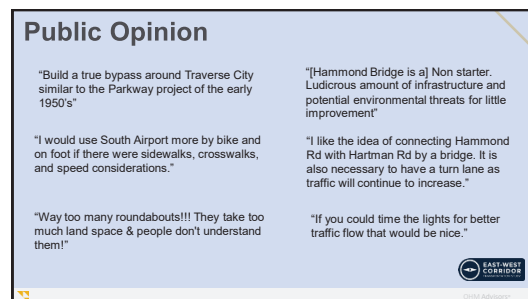 Public Opinion
“Build a true bypass around Traverse City
similar to the Parkway project of the early
1950’s”
“I would use South Airport more by bike and
on foot if there were sidewalks, crosswalks,
and speed considerations.”
“Way too many roundabouts!!! They take too
much land space & people don't understand
them!”
“[Hammond Bridge is a] Non starter.
Ludicrous amount of infrastructure and
potential environmental threats for little
improvement”
“I like the idea of connecting Hammond
Rd with Hartman Rd by a bridge. It is
also necessary to have a turn lane as
traffic will continue to increase.”
“If you could time the lights for better
traffic flow that would be nice.”
EAST-WEST
CORRIDOR
OHM Advisors